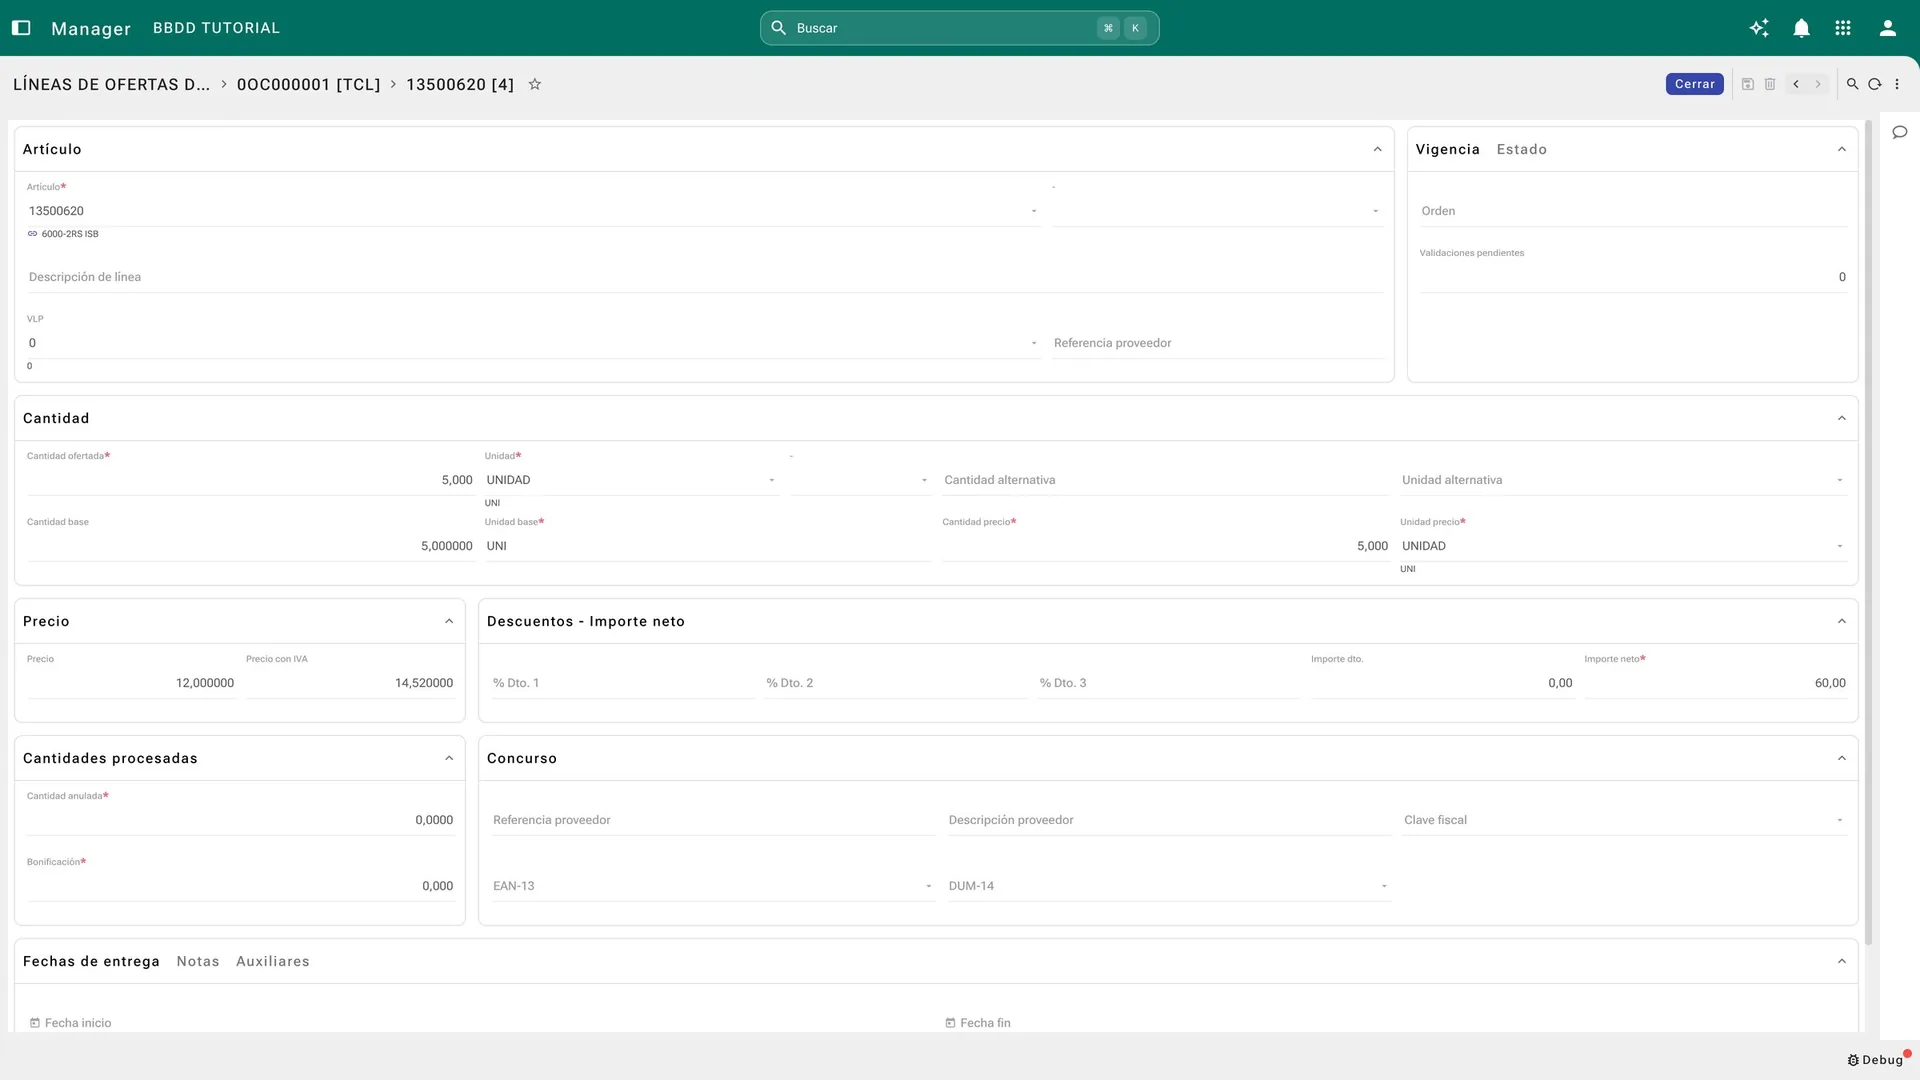 Manager BBDD TUTORIAL Buscar ⌘ K
LÍNEAS DE OFERTAS D... > 0OC000001 [TCL] > 13500620 [4] Cerrar
Artículo
Artículo* -
13500620
6000-2RS ISB
Descripción de línea
VLP
0 Referencia proveedor
0
Vigencia Estado
Orden
Validaciones pendientes
0
Cantidad
Cantidad ofertada* Unidad* -
5,000 UNIDAD Cantidad alternativa Unidad alternativa
UNI
Cantidad base Unidad base* Cantidad precio* Unidad precio*
5,000000 UNI 5,000 UNIDAD
UNI
Precio
Precio Precio con IVA
12,000000 14,520000
Descuentos - Importe neto
Importe dto. Importe neto*
% Dto. 1 % Dto. 2 % Dto. 3 0,00 60,00
Cantidades procesadas
Cantidad anulada*
0,0000
Bonificación*
0,000
Concurso
Referencia proveedor Descripción proveedor Clave fiscal
EAN-13 DUM-14
Fechas de entrega Notas Auxiliares
Fecha inicio Fecha fin
Debug